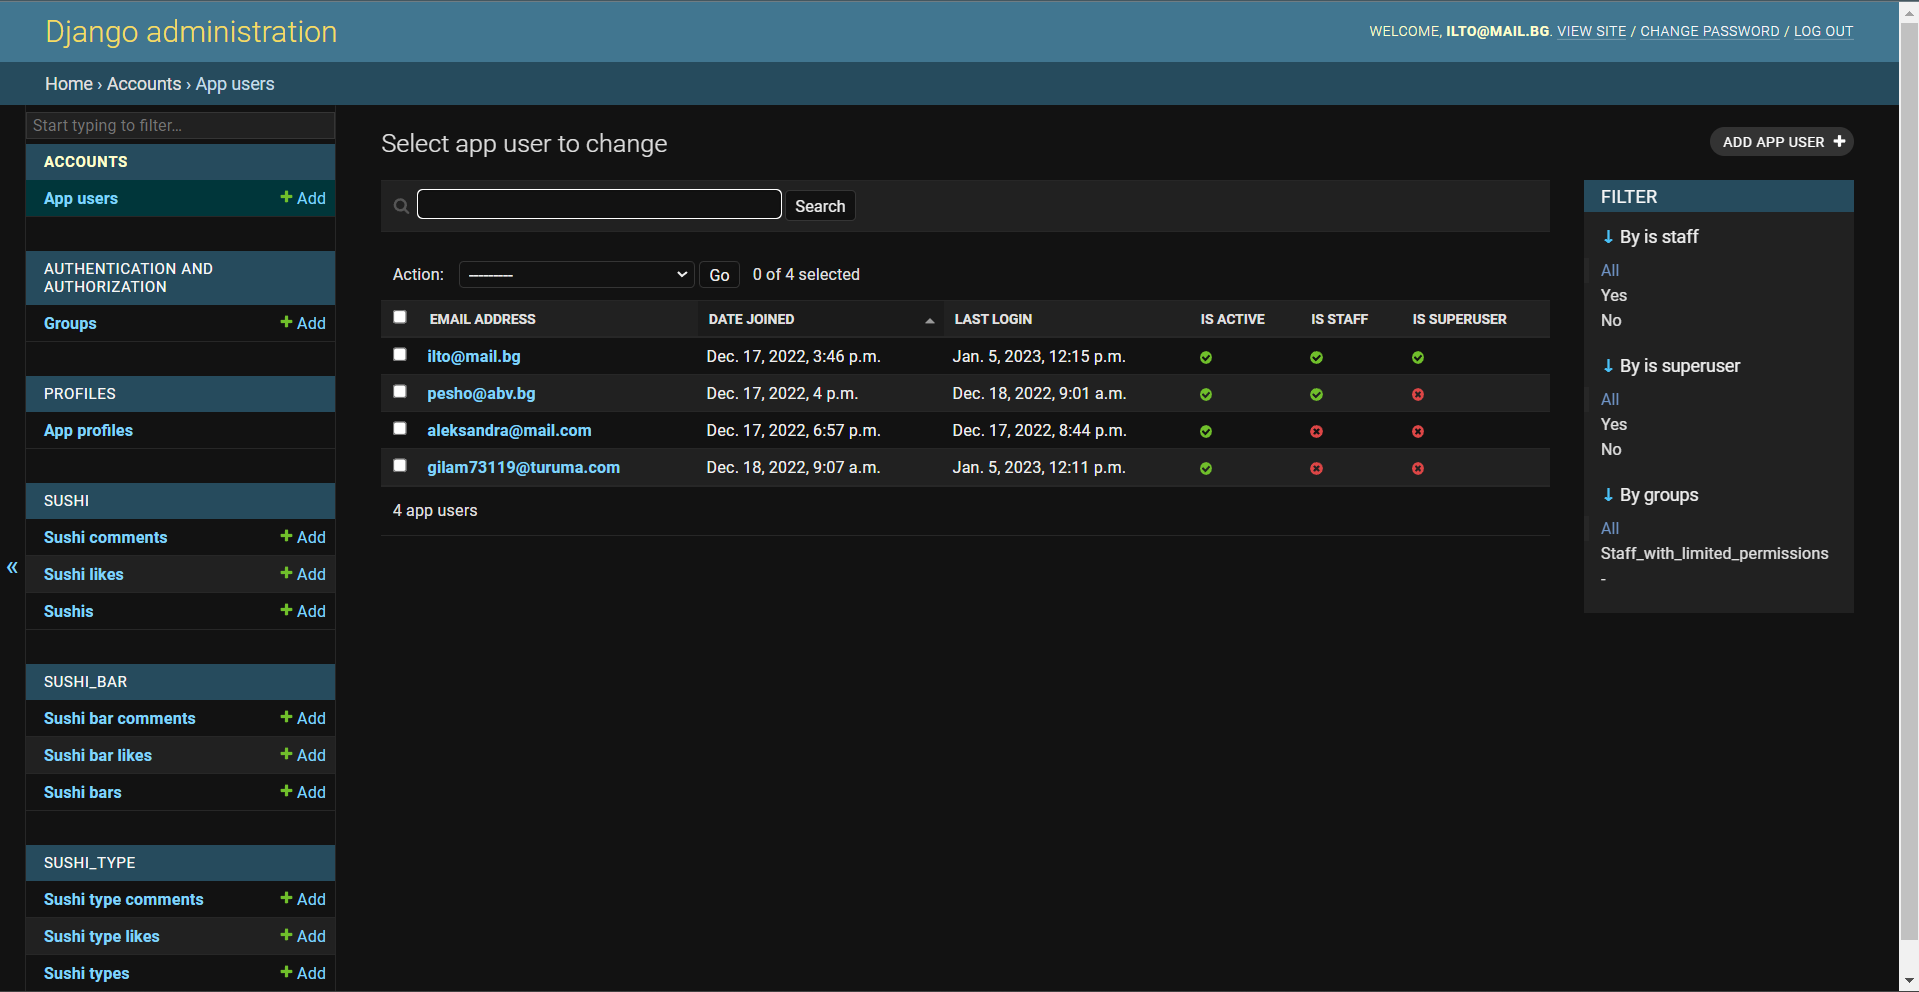 Django administration
WELCOME, ILTO@MAIL.BG. VIEW SITE / CHANGE PASSWORD / LOG OUT
Home › Accounts › App users
Start typing to filter...
ACCOUNTS
App users Add
AUTHENTICATION AND
AUTHORIZATION
Groups Add
PROFILES
App profiles
SUSHI
Sushi comments Add
Sushi likes Add
Sushis Add
SUSHI_BAR
Sushi bar comments Add
Sushi bar likes Add
Sushi bars Add
SUSHI_TYPE
Sushi type comments Add
Sushi type likes Add
Sushi types Add
«
Select app user to change
ADD APP USER
Search
Action: --------- Go 0 of 4 selected
EMAIL ADDRESS DATE JOINED LAST LOGIN IS ACTIVE IS STAFF IS SUPERUSER
ilto@mail.bg Dec. 17, 2022, 3:46 p.m. Jan. 5, 2023, 12:15 p.m.
pesho@abv.bg Dec. 17, 2022, 4 p.m. Dec. 18, 2022, 9:01 a.m.
aleksandra@mail.com Dec. 17, 2022, 6:57 p.m. Dec. 17, 2022, 8:44 p.m.
gilam73119@turuma.com Dec. 18, 2022, 9:07 a.m. Jan. 5, 2023, 12:11 p.m.
4 app users
FILTER
↓ By is staff
All
Yes
No
↓ By is superuser
All
Yes
No
↓ By groups
All
Staff_with_limited_permissions
-